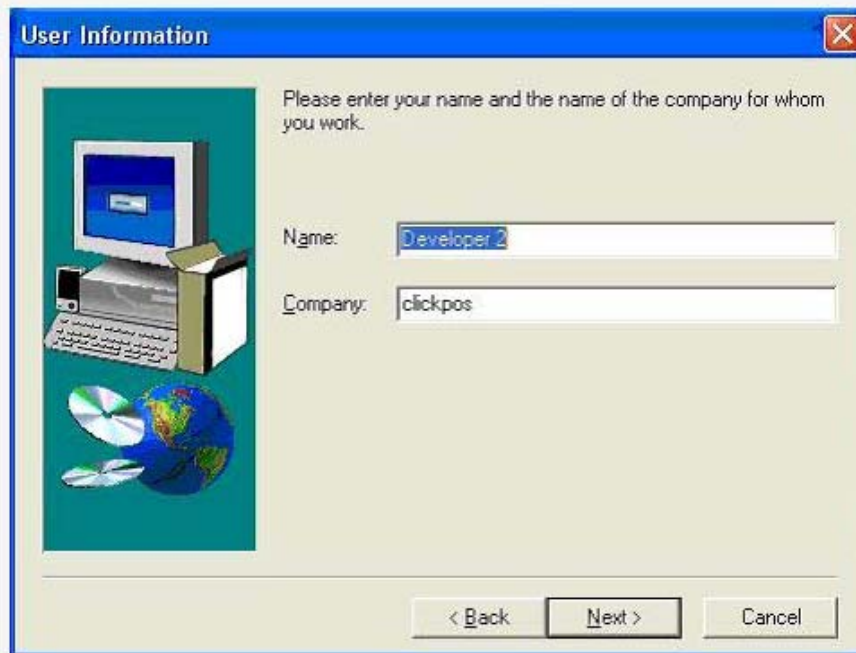 User Information
Please enter your name and the name of the company for whom
you work.
Name: Developer 2
Company: clickpos
< Back Next > Cancel